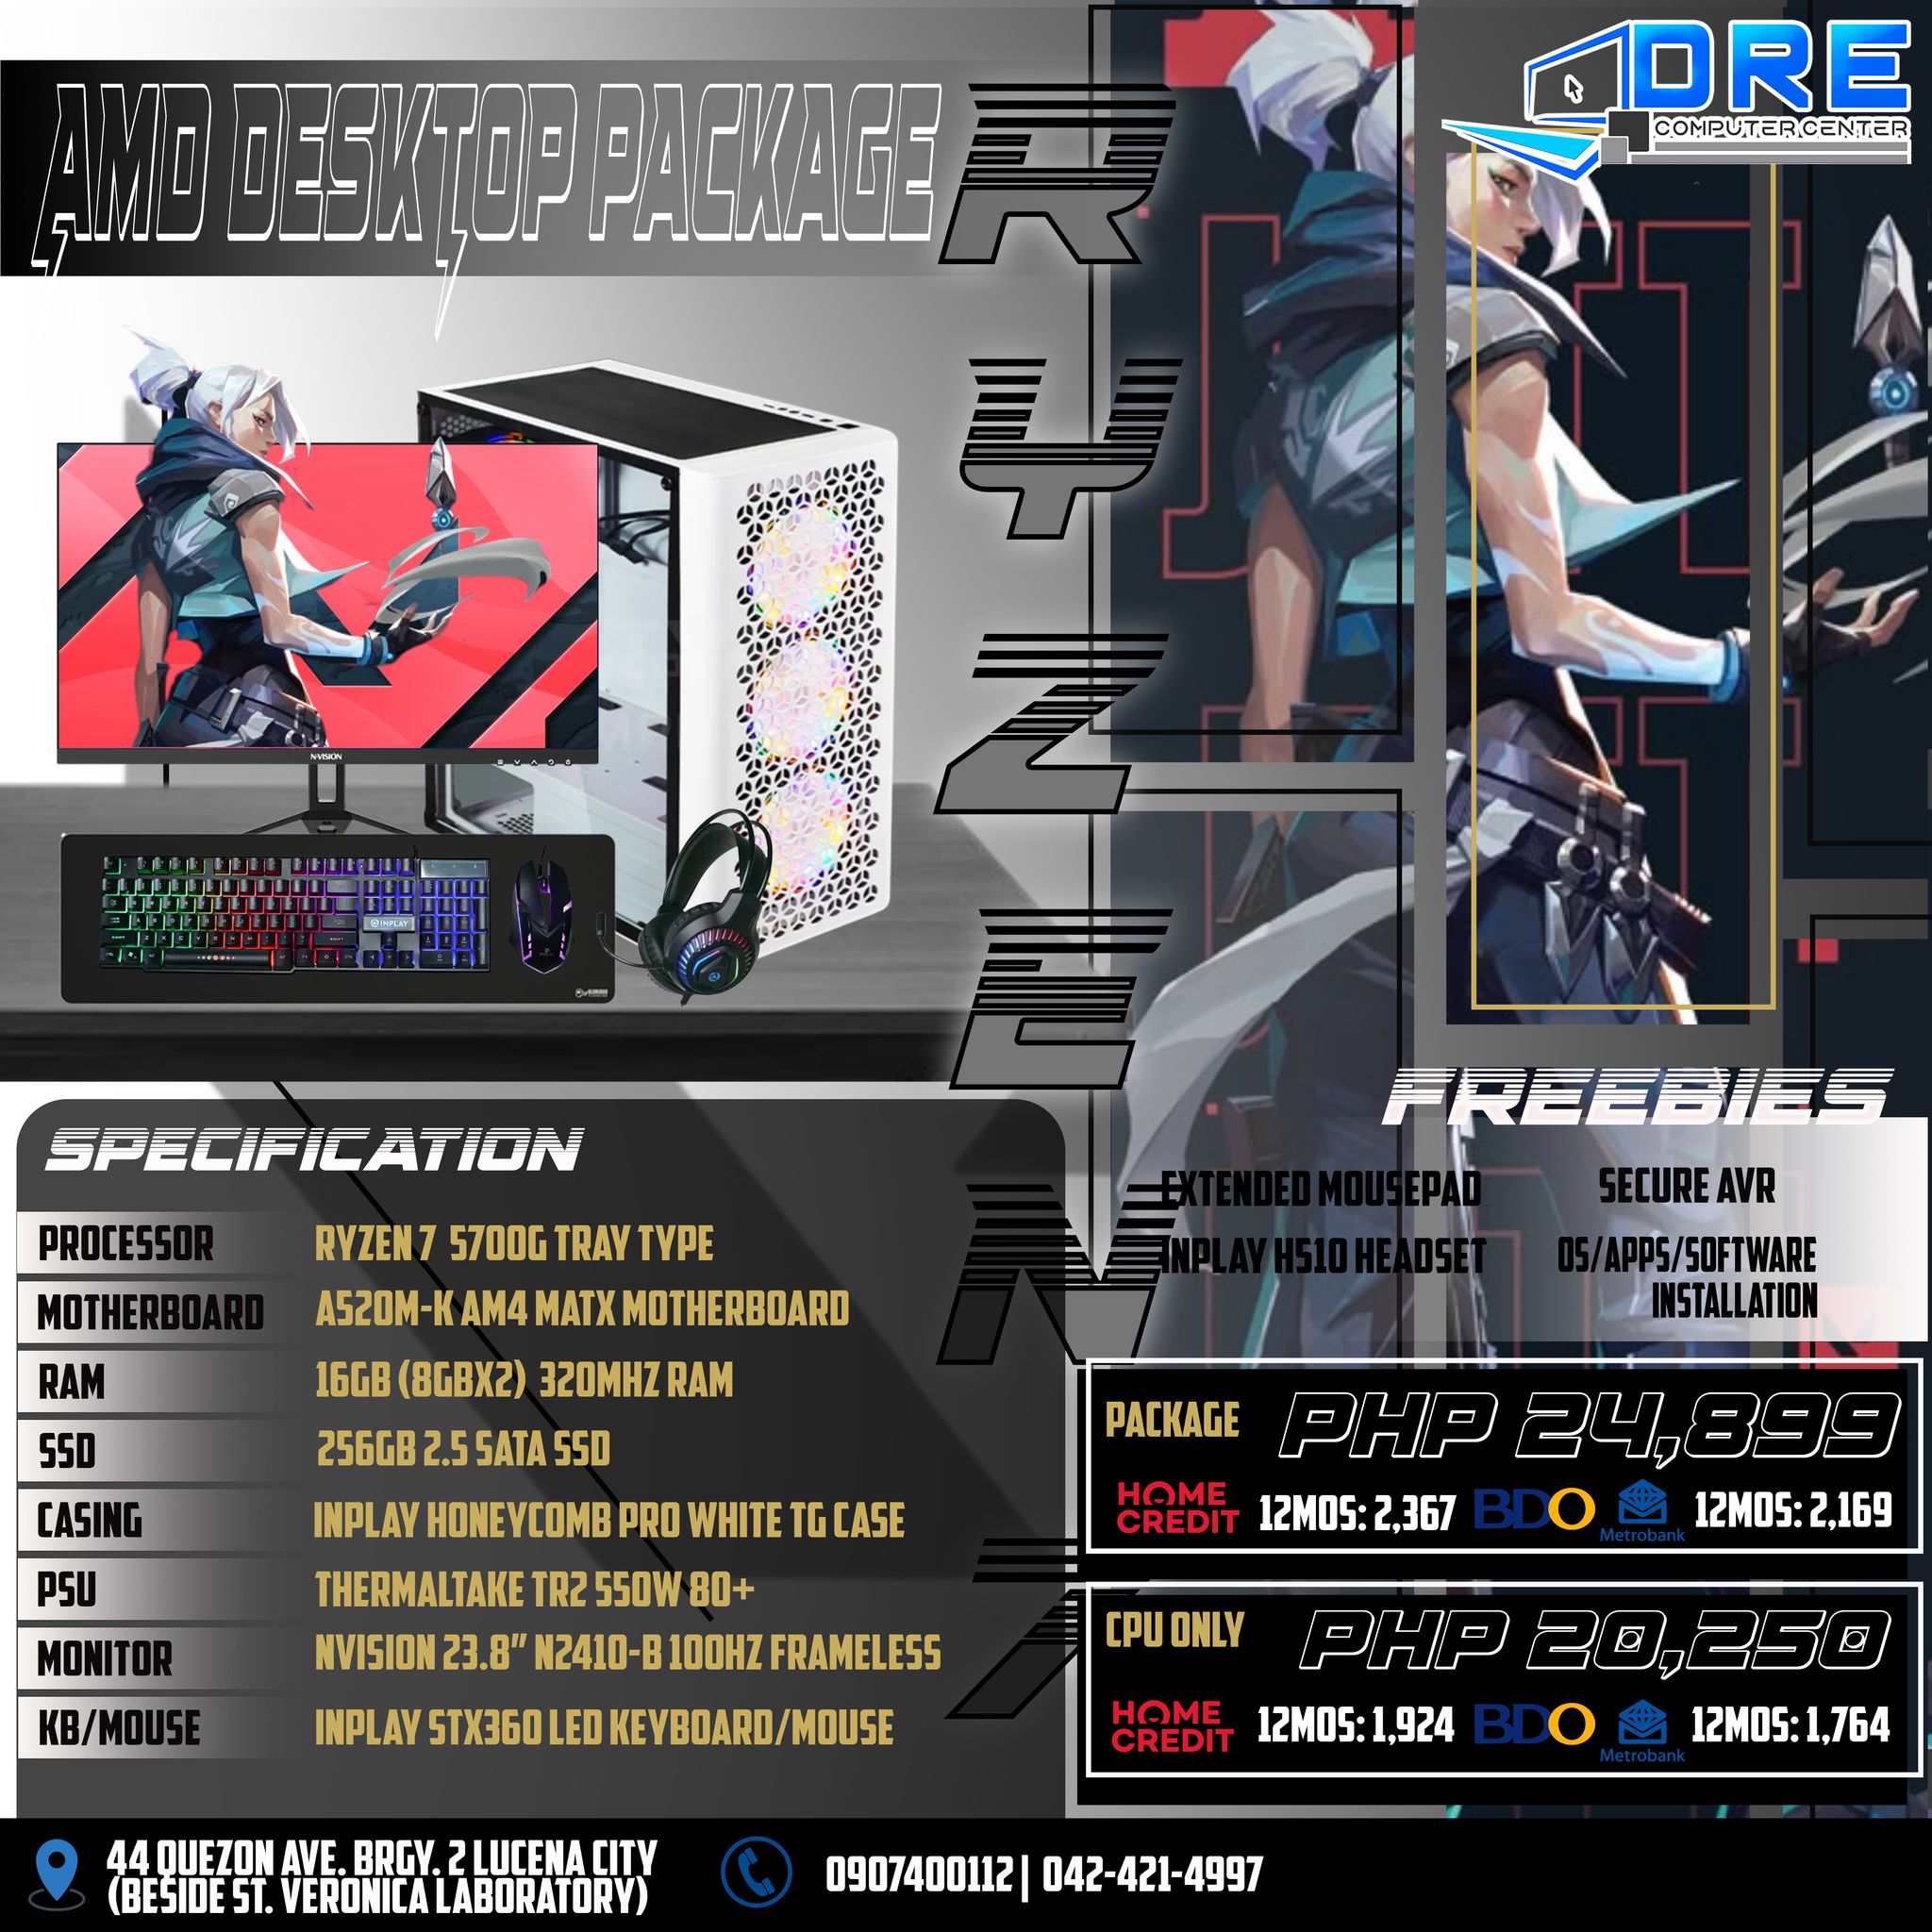 AMD DESKTOP PACKAGE
DRE
COMPUTER CENTER
RYZEN 7
N-VISION
INPLAY
SPECIFICATION
PROCESSOR RYZEN 7 5700G TRAY TYPE
MOTHERBOARD A520M-K AM4 MATX MOTHERBOARD
RAM 16GB (8GBX2) 320MHZ RAM
SSD 256GB 2.5 SATA SSD
CASING INPLAY HONEYCOMB PRO WHITE TG CASE
PSU THERMALTAKE TR2 550W 80+
MONITOR NVISION 23.8" N2410-B 100HZ FRAMELESS
KB/MOUSE INPLAY STX360 LED KEYBOARD/MOUSE
FREEBIES
EXTENDED MOUSEPAD
INPLAY H510 HEADSET
SECURE AVR
OS/APPS/SOFTWARE
INSTALLATION
PACKAGE PHP 24,899
HOME CREDIT 12MOS: 2,367 BDO Metrobank 12MOS: 2,169
CPU ONLY PHP 20,250
HOME CREDIT 12MOS: 1,924 BDO Metrobank 12MOS: 1,764
44 QUEZON AVE. BRGY. 2 LUCENA CITY
(BESIDE ST. VERONICA LABORATORY)
0907400112| 042-421-4997